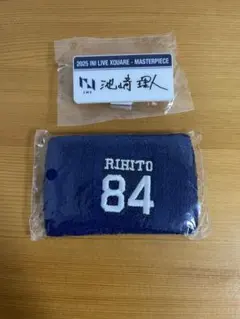 2025 INI LIVE XQUARE - MASTERPIECE
INI 池﨑理人
RIHITO
84